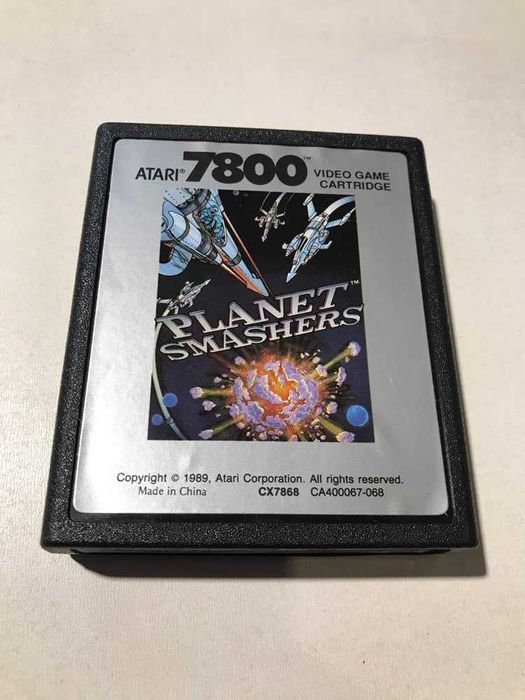 ATARI® 7800™ VIDEO GAME
CARTRIDGE
PLANET™
SMASHERS
Copyright © 1989, Atari Corporation. All rights reserved.
Made in China CX7868 CA400067-068